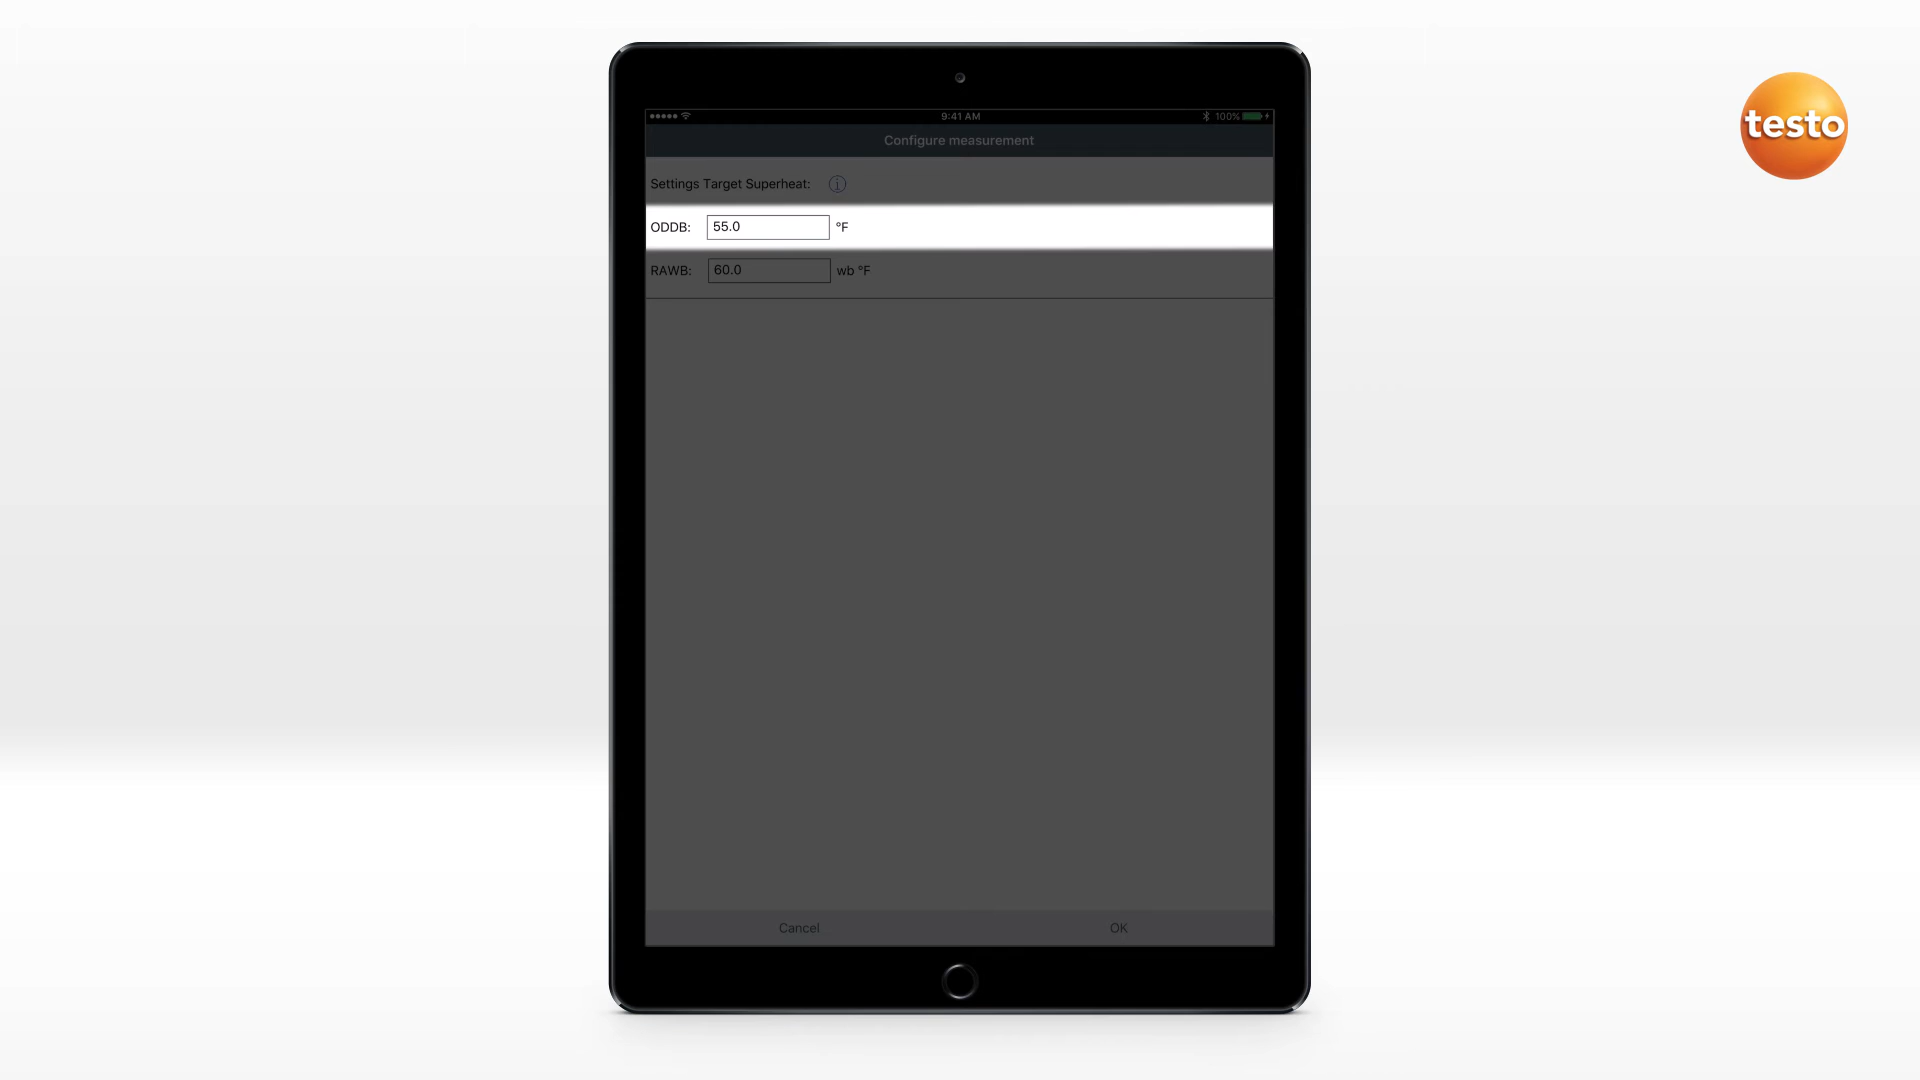 testo
9:41 AM
100%
Configure measurement
Settings Target Superheat: i
ODDB: 55.0 °F
RAWB: 60.0 wb °F
Cancel OK